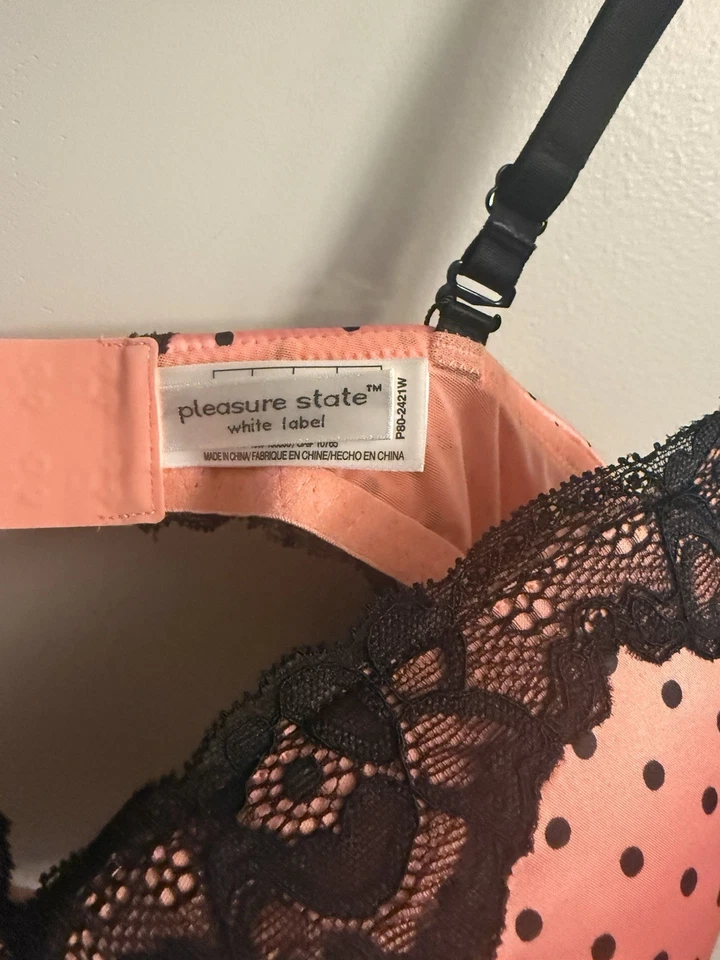 pleasure state™
white label
P80-2421W
MADE IN CHINA/ FABRIQUE EN CHINE/HECHO EN CHINA